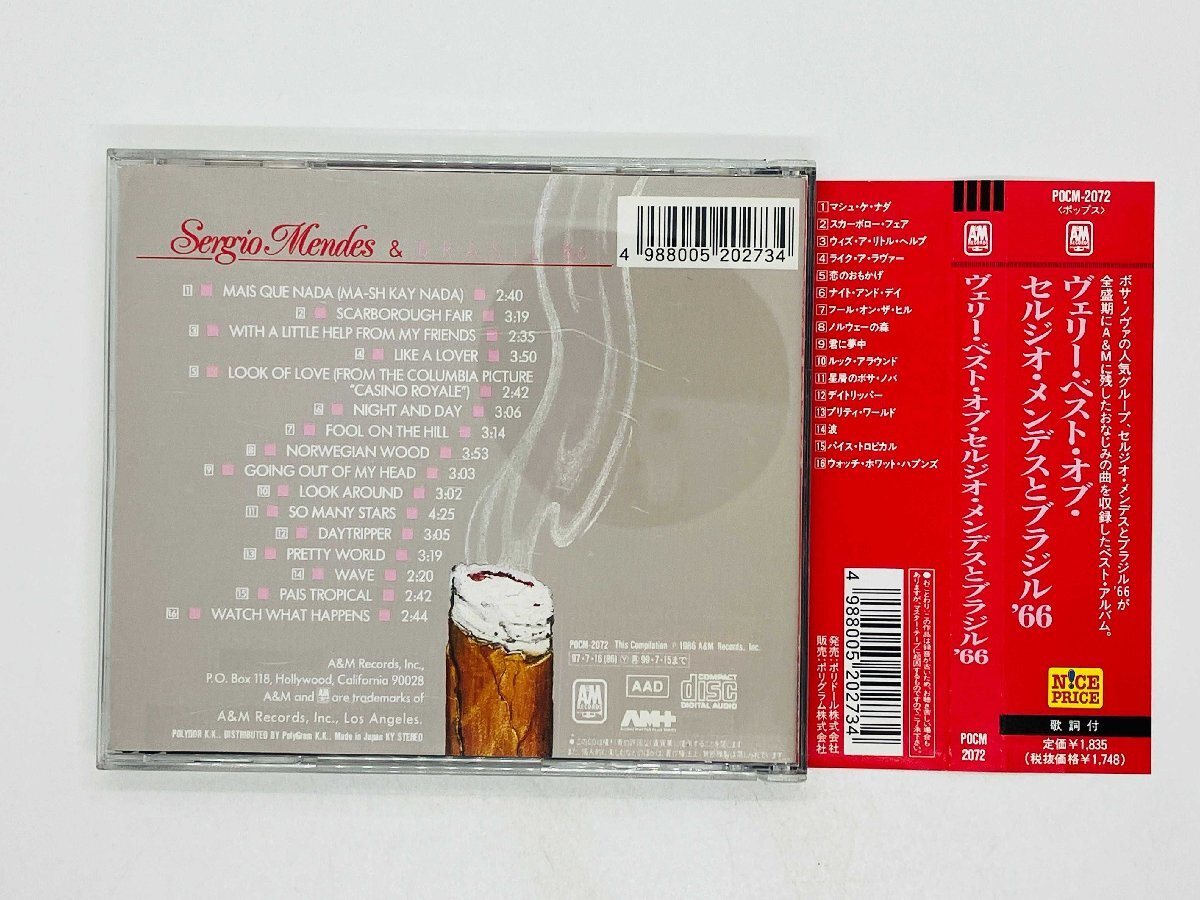 Sergio Mendes &
4 988005 202734
1 MAIS QUE NADA (MA-SH KAY NADA) 2:40
2 SCARBOROUGH FAIR 3:19
3 WITH A LITTLE HELP FROM MY FRIENDS 2:35
4 LIKE A LOVER 3:50
5 LOOK OF LOVE (FROM THE COLUMBIA PICTURE
"CASINO ROYALE") 2:42
6 NIGHT AND DAY 3:06
7 FOOL ON THE HILL 3:14
8 NORWEGIAN WOOD 3:53
9 GOING OUT OF MY HEAD 3:03
10 LOOK AROUND 3:02
11 SO MANY STARS 4:25
12 DAYTRIPPER 3:05
13 PRETTY WORLD 3:19
14 WAVE 2:20
15 PAIS TROPICAL 2:42
16 WATCH WHAT HAPPENS 2:44
A&M Records, Inc.,
P.O. Box 118, Hollywood, California 90028
A&M and are trademarks of
A&M Records, Inc., Los Angeles.
POLYDOR K.K., DISTRIBUTED BY PolyGram K.K. Made in Japan KY STEREO
POCM-2072 This Compilation ℗ 1986 A&M Records, Inc.
97・7・16(86) Y 再 99・7・15まで
A&M RECORDS
AAD
COMPACT disc DIGITAL AUDIO
AM+
1 マシュ・ケ・ナダ
2 スカーボロー・フェア
3 ウィズ・ア・リトル・ヘルプ
4 ライク・ア・ラヴァー
5 恋のおもかげ
6 ナイト・アンド・デイ
7 フール・オン・ザ・ヒル
8 ノルウェーの森
9 君に夢中
10 ルック・アラウンド
11 星屑のボサ・ノバ
12 デイトリッパー
13 プリティ・ワールド
14 波
15 パイス・トロピカル
16 ウォッチ・ホワット・ハプンズ
4 988005 202734
発売:ポリドール株式会社
販売:ポリグラム株式会社
A&M RECORDS
ヴェリー・ベスト・オブ・セルジオ・メンデスとブラジル'66
POCM
2072
POCM-2072
〈ポップス〉
A&M RECORDS
ボサ・ノヴァの人気グループ、セルジオ・メンデスとブラジル'66が
全盛期にA&Mに残したおなじみの曲を収録したベスト・アルバム。
ヴェリー・ベスト・オブ・
セルジオ・メンデスとブラジル'66
NICE
PRICE
歌詞付
定価¥1,835
(税抜価格¥1,748)